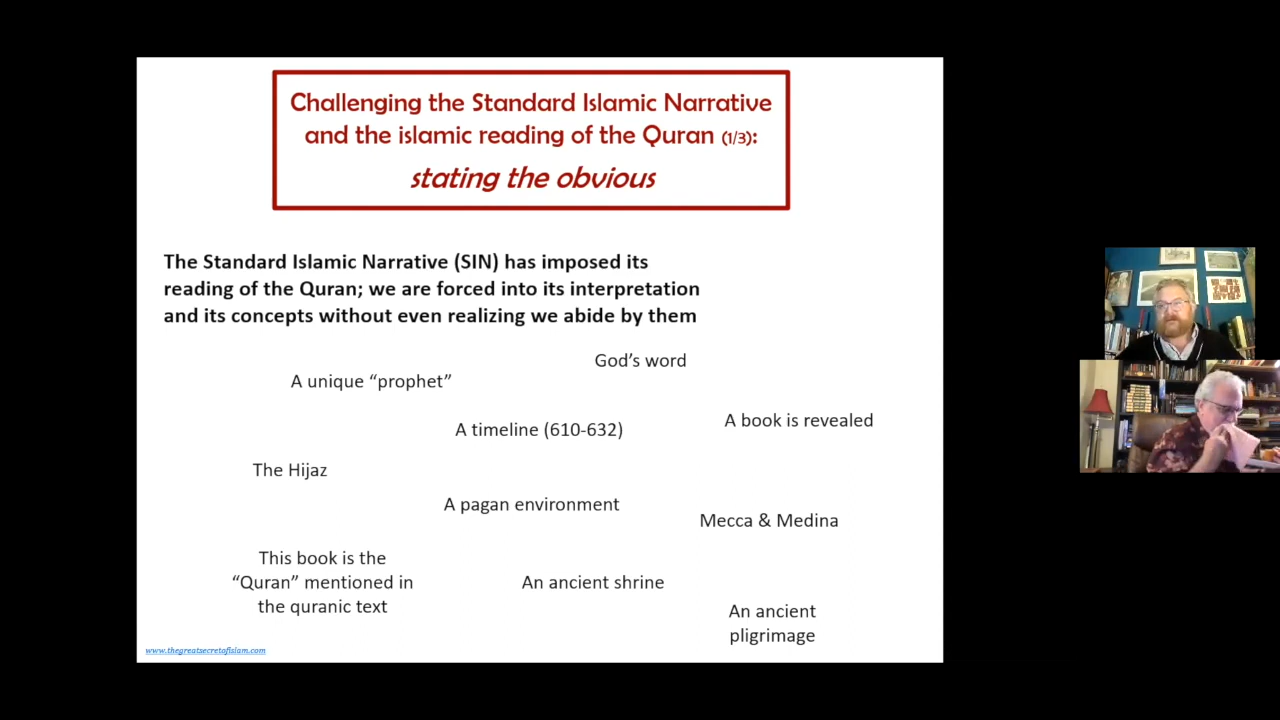 Challenging the Standard Islamic Narrative
and the islamic reading of the Quran (1/3):
stating the obvious
The Standard Islamic Narrative (SIN) has imposed its
reading of the Quran; we are forced into its interpretation
and its concepts without even realizing we abide by them
God's word
A unique “prophet”
A book is revealed
A timeline (610-632)
The Hijaz
A pagan environment
Mecca & Medina
This book is the
“Quran” mentioned in
the quranic text
An ancient shrine
An ancient
pligrimage
www.thegreatsecretofislam.com